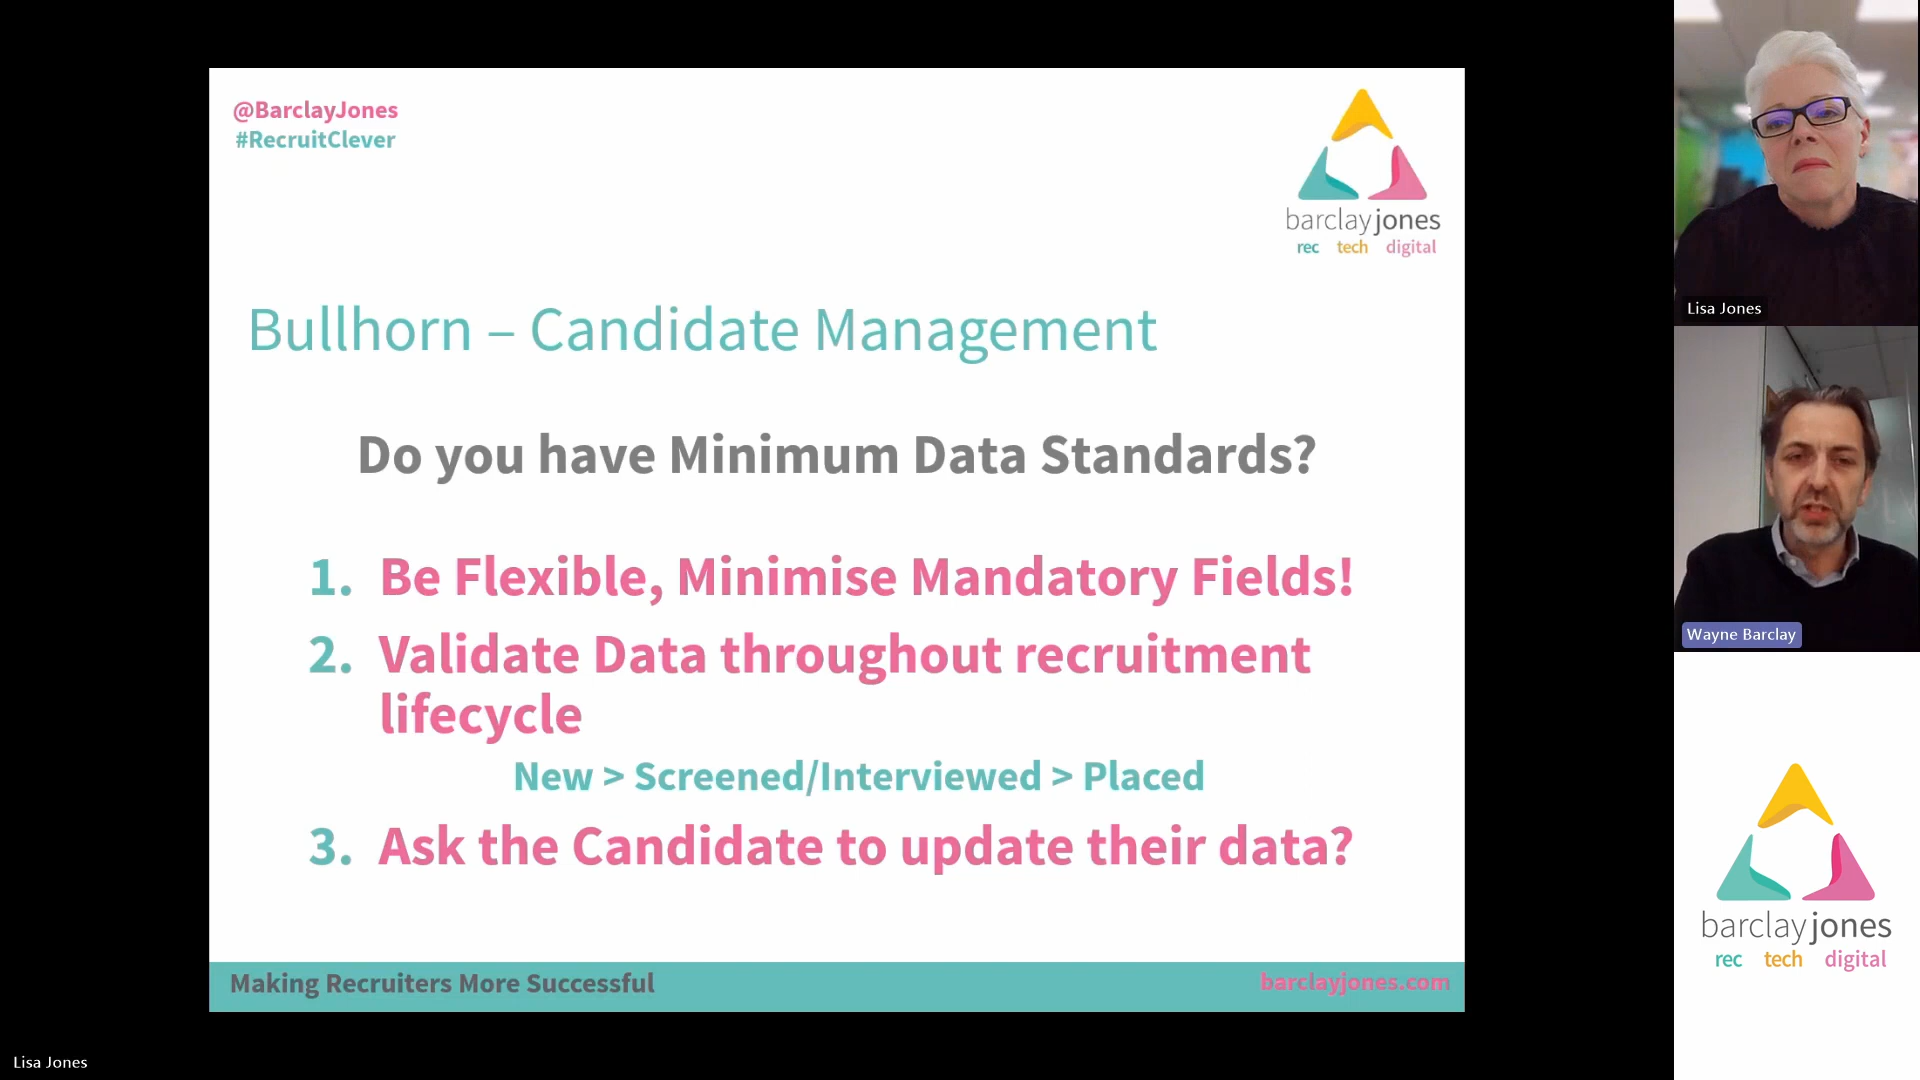 @BarclayJones
#RecruitClever
barclayjones
rec tech digital
Bullhorn – Candidate Management
Do you have Minimum Data Standards?
1. Be Flexible, Minimise Mandatory Fields!
2. Validate Data throughout recruitment
lifecycle
New > Screened/Interviewed > Placed
3. Ask the Candidate to update their data?
Making Recruiters More Successful
barclayjones.com
Lisa Jones
Lisa Jones
Wayne Barclay
barclayjones
rec tech digital